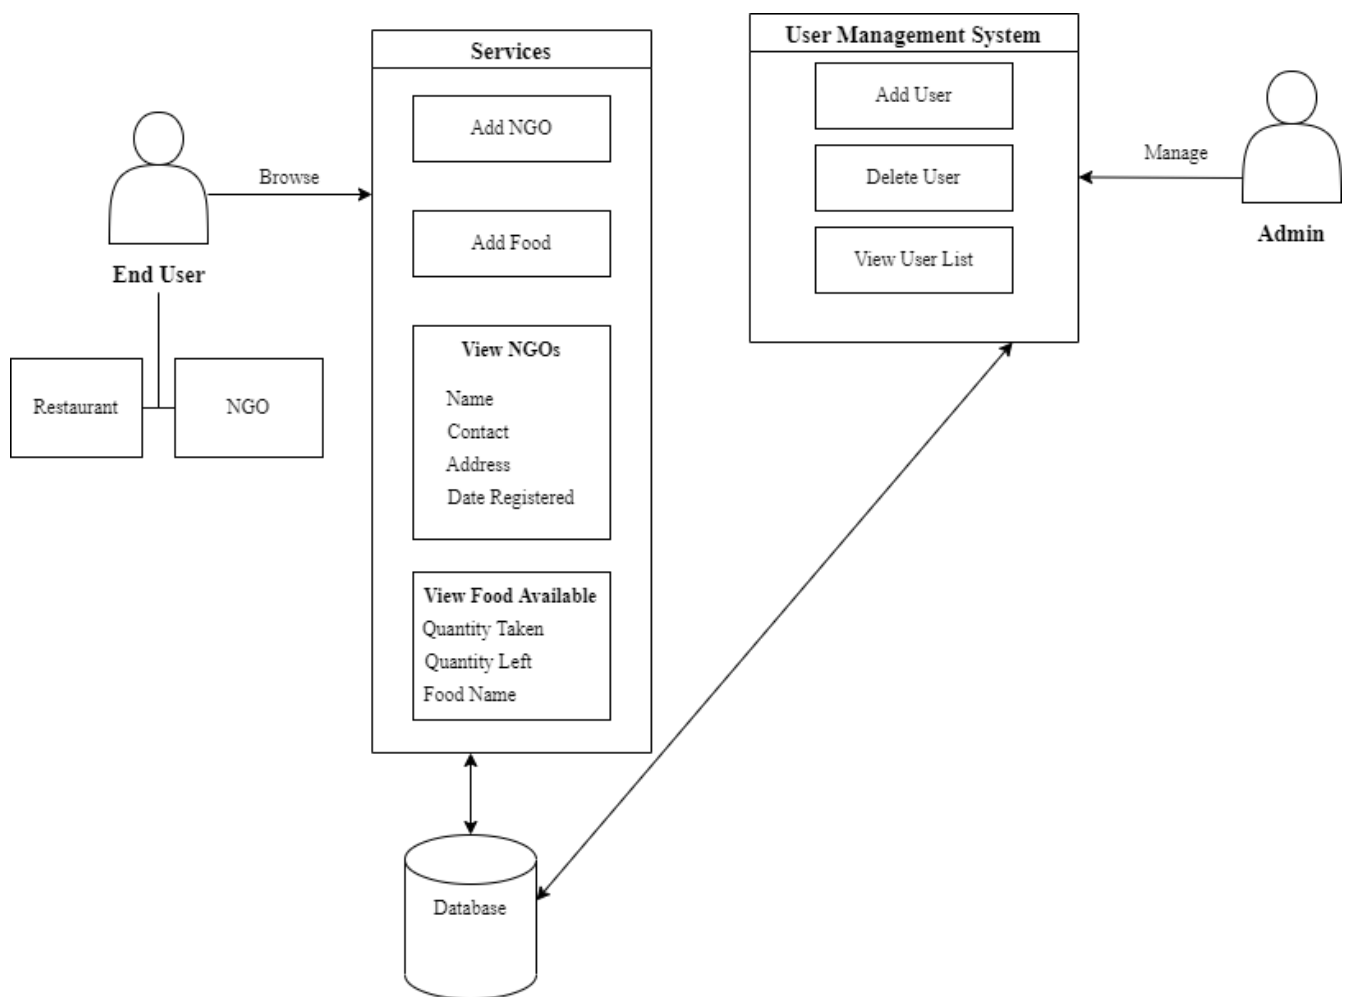 Services
Add NGO
Add Food
View NGOs
Name
Contact
Address
Date Registered
View Food Available
Quantity Taken
Quantity Left
Food Name
Browse
End User
Restaurant
NGO
User Management System
Add User
Delete User
View User List
Manage
Admin
Database